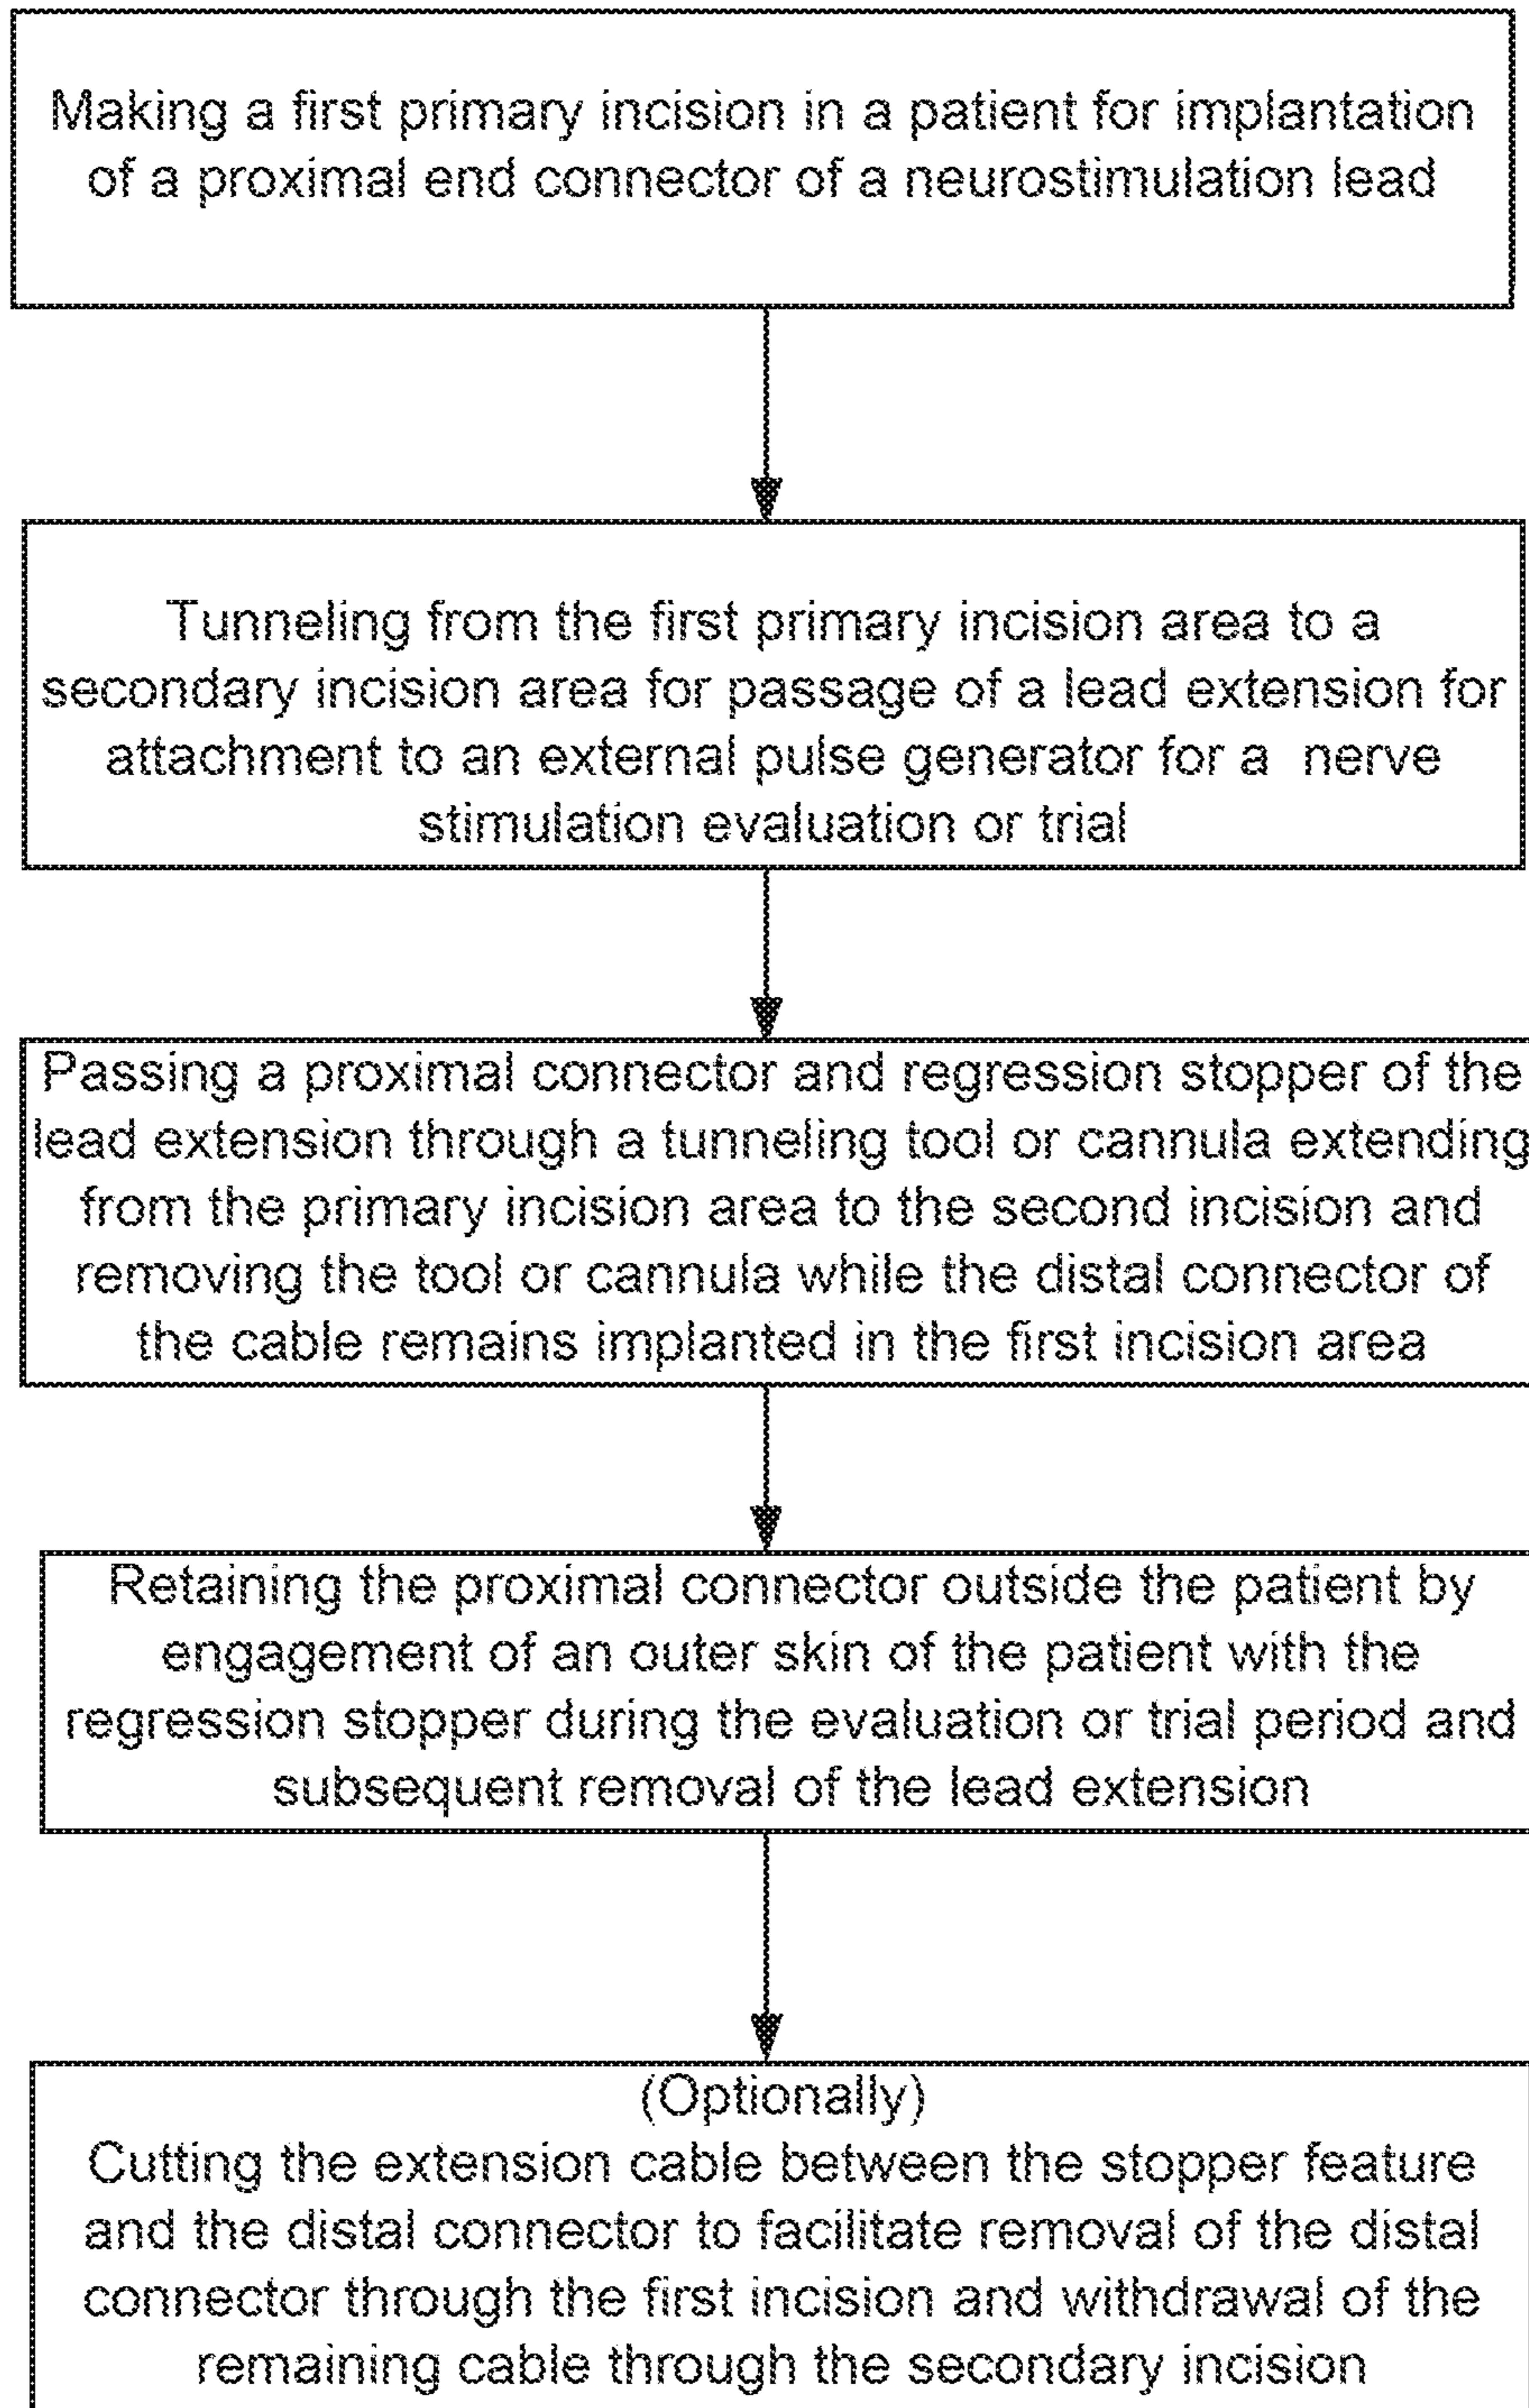 Making a first primary incision in a patient for implantation
of a proximal end connector of a neurostimulation lead
Tunneling from the first primary incision area to a
secondary incision area for passage of a lead extension for
attachment to an external pulse generator for a nerve
stimulation evaluation or trial
Passing a proximal connector and regression stopper of the
lead extension through a tunneling tool or cannula extending
from the primary incision area to the second incision and
removing the tool or cannula while the distal connector of
the cable remains implanted in the first incision area
Retaining the proximal connector outside the patient by
engagement of an outer skin of the patient with the
regression stopper during the evaluation or trial period and
subsequent removal of the lead extension
(Optionally)
Cutting the extension cable between the stopper feature
and the distal connector to facilitate removal of the distal
connector through the first incision and withdrawal of the
remaining cable through the secondary incision